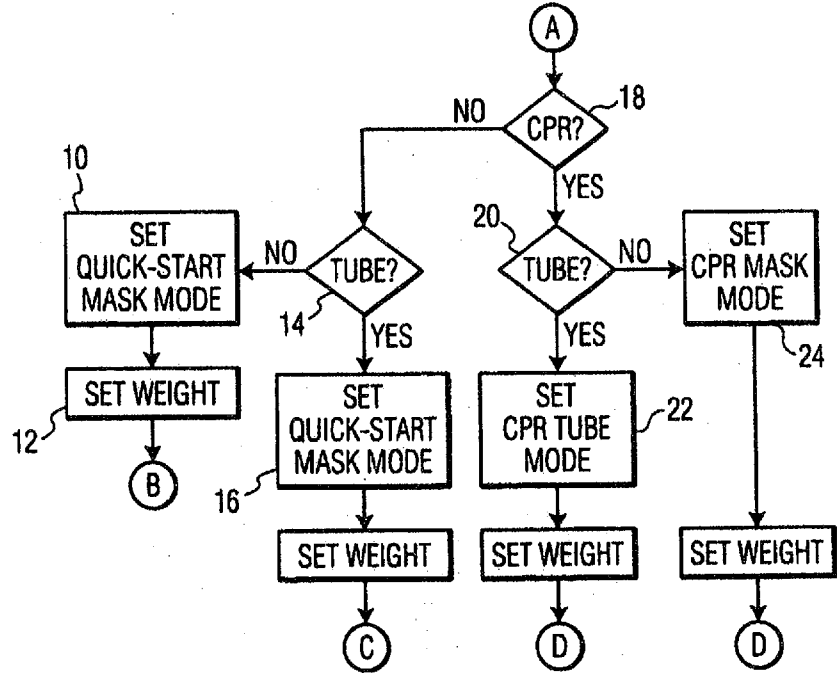 A
CPR?
18
NO
YES
10
SET
QUICK-START
MASK MODE
NO
TUBE?
14
YES
20
TUBE?
NO
YES
SET
CPR MASK
MODE
24
SET WEIGHT
12
B
SET
QUICK-START
MASK MODE
16
SET
CPR TUBE
MODE
22
SET WEIGHT
SET WEIGHT
SET WEIGHT
C
D
D